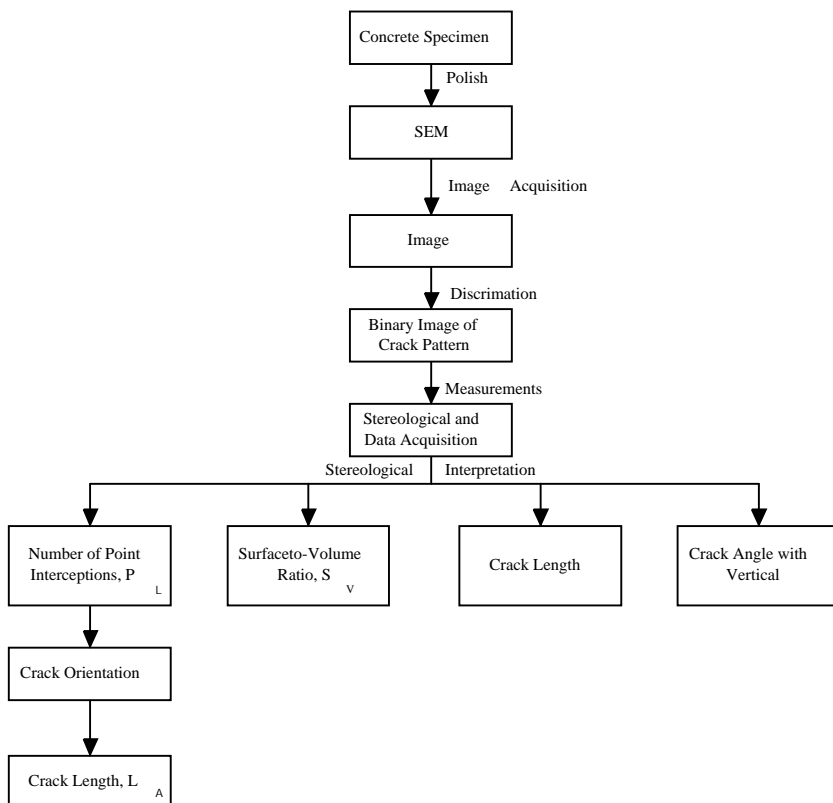 Concrete Specimen
Polish
SEM
Image Acquisition
Image
Discrimation
Binary Image of
Crack Pattern
Measurements
Stereological and
Data Acquisition
Stereological Interpretation
Number of Point
Interceptions, P
L
Surfaceto-Volume
Ratio, S
V
Crack Length
Crack Angle with
Vertical
Crack Orientation
Crack Length, L
A